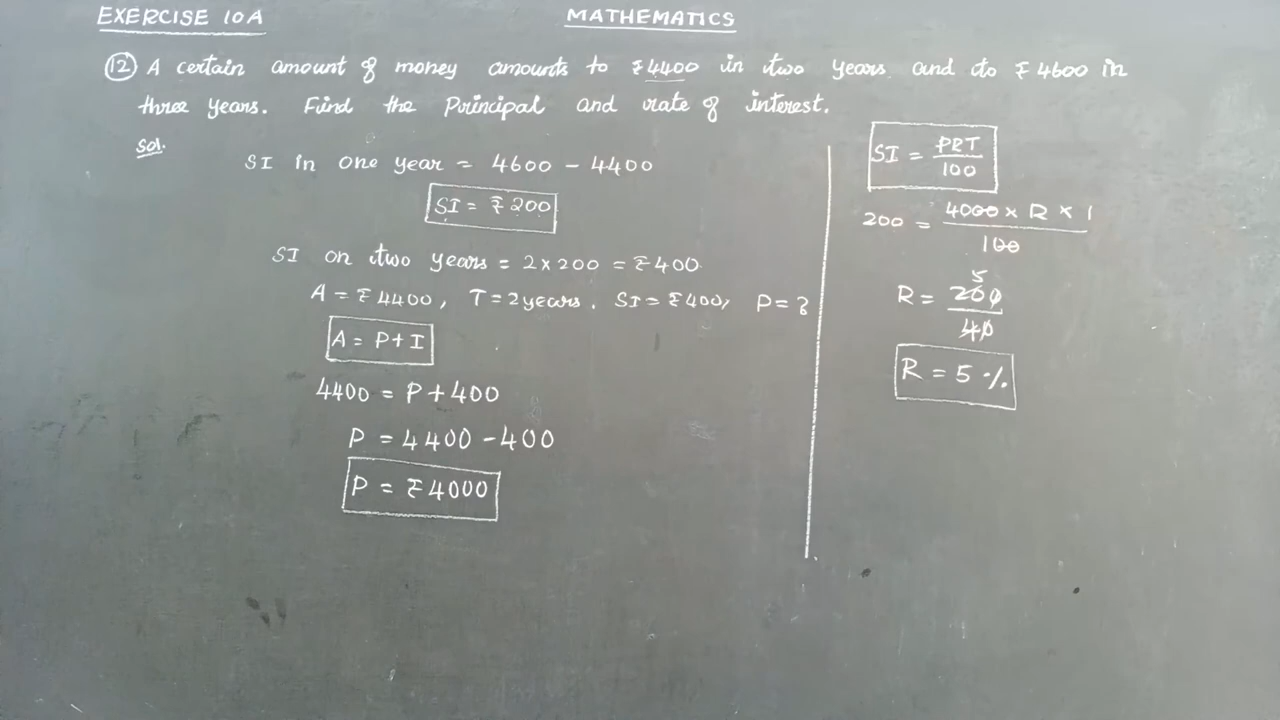 EXERCISE 10A
MATHEMATICS
12 A certain amount of money amounts to ₹4400 in two years and to ₹4600 in
three years. Find the Principal and rate of interest.
Sol.
SI in one year = 4600 - 4400
SI = ₹200
SI on two years = 2×200 = ₹400
A = ₹4400, T=2years. SI=₹400, P=?
A = P+I
4400 = P+400
P = 4400-400
P = ₹4000
SI = PRT/100
200 = 4000 × R × 1/100
5
R = 200/40
R = 5 %